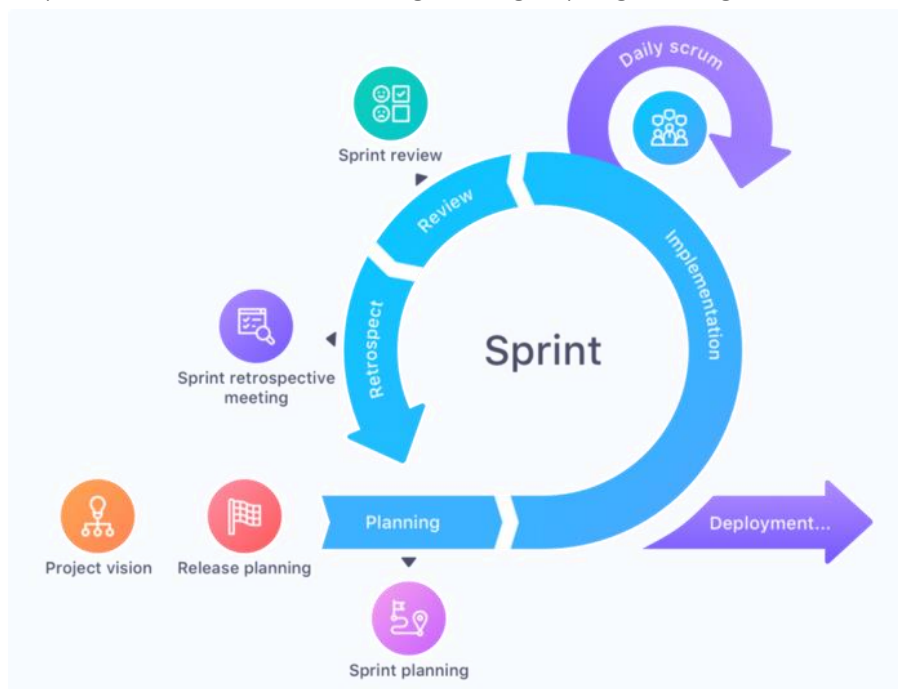 Daily scrum
Sprint review
Review
Implementation
Retrospect
Sprint
Sprint retrospective
meeting
Planning
Deployment...
Project vision
Release planning
Sprint planning